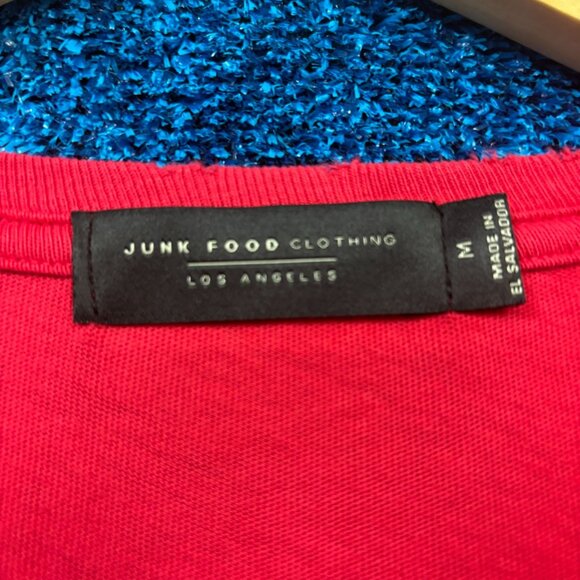 JUNK FOOD CLOTHING
LOS ANGELES
M
MADE IN
EL SALVADOR